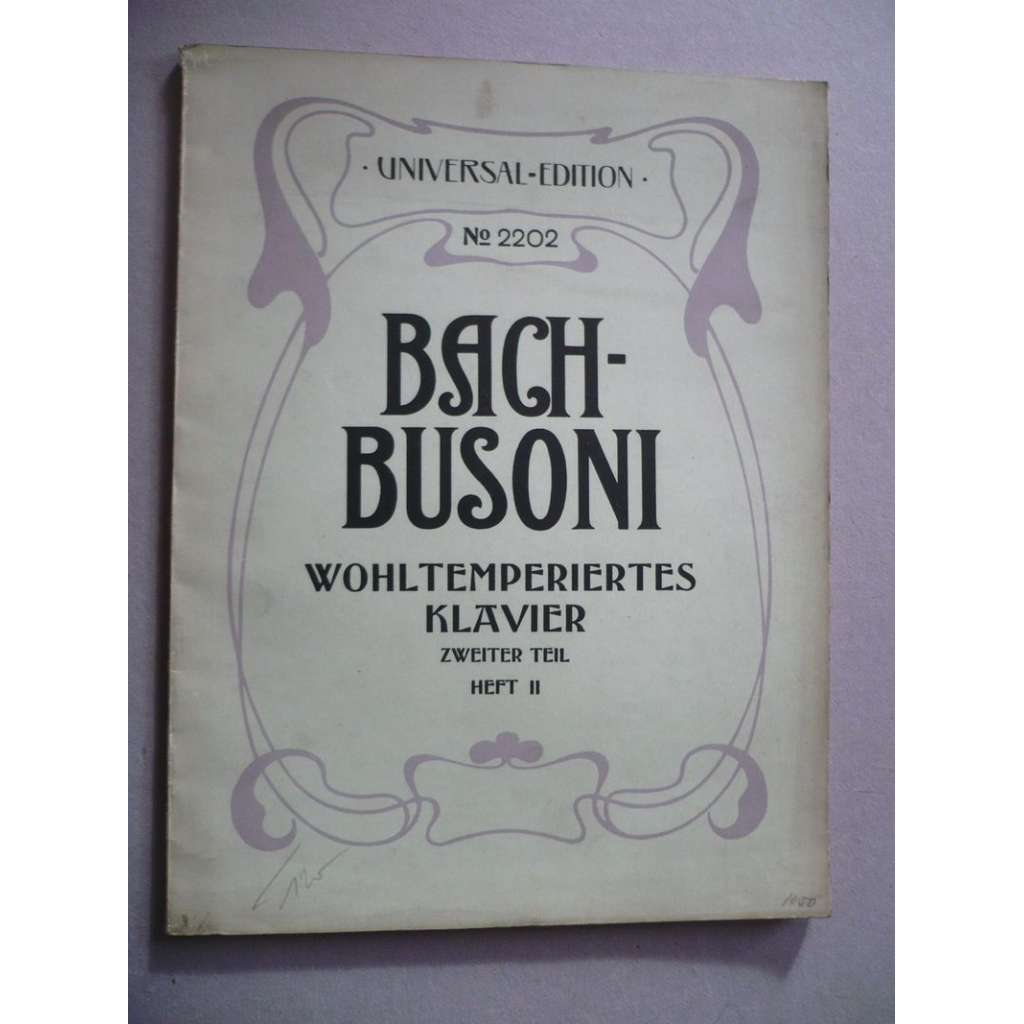 · UNIVERSAL-EDITION ·
No 2202
BACH-
BUSONI
WOHLTEMPERIERTES
KLAVIER
ZWEITER TEIL
HEFT II